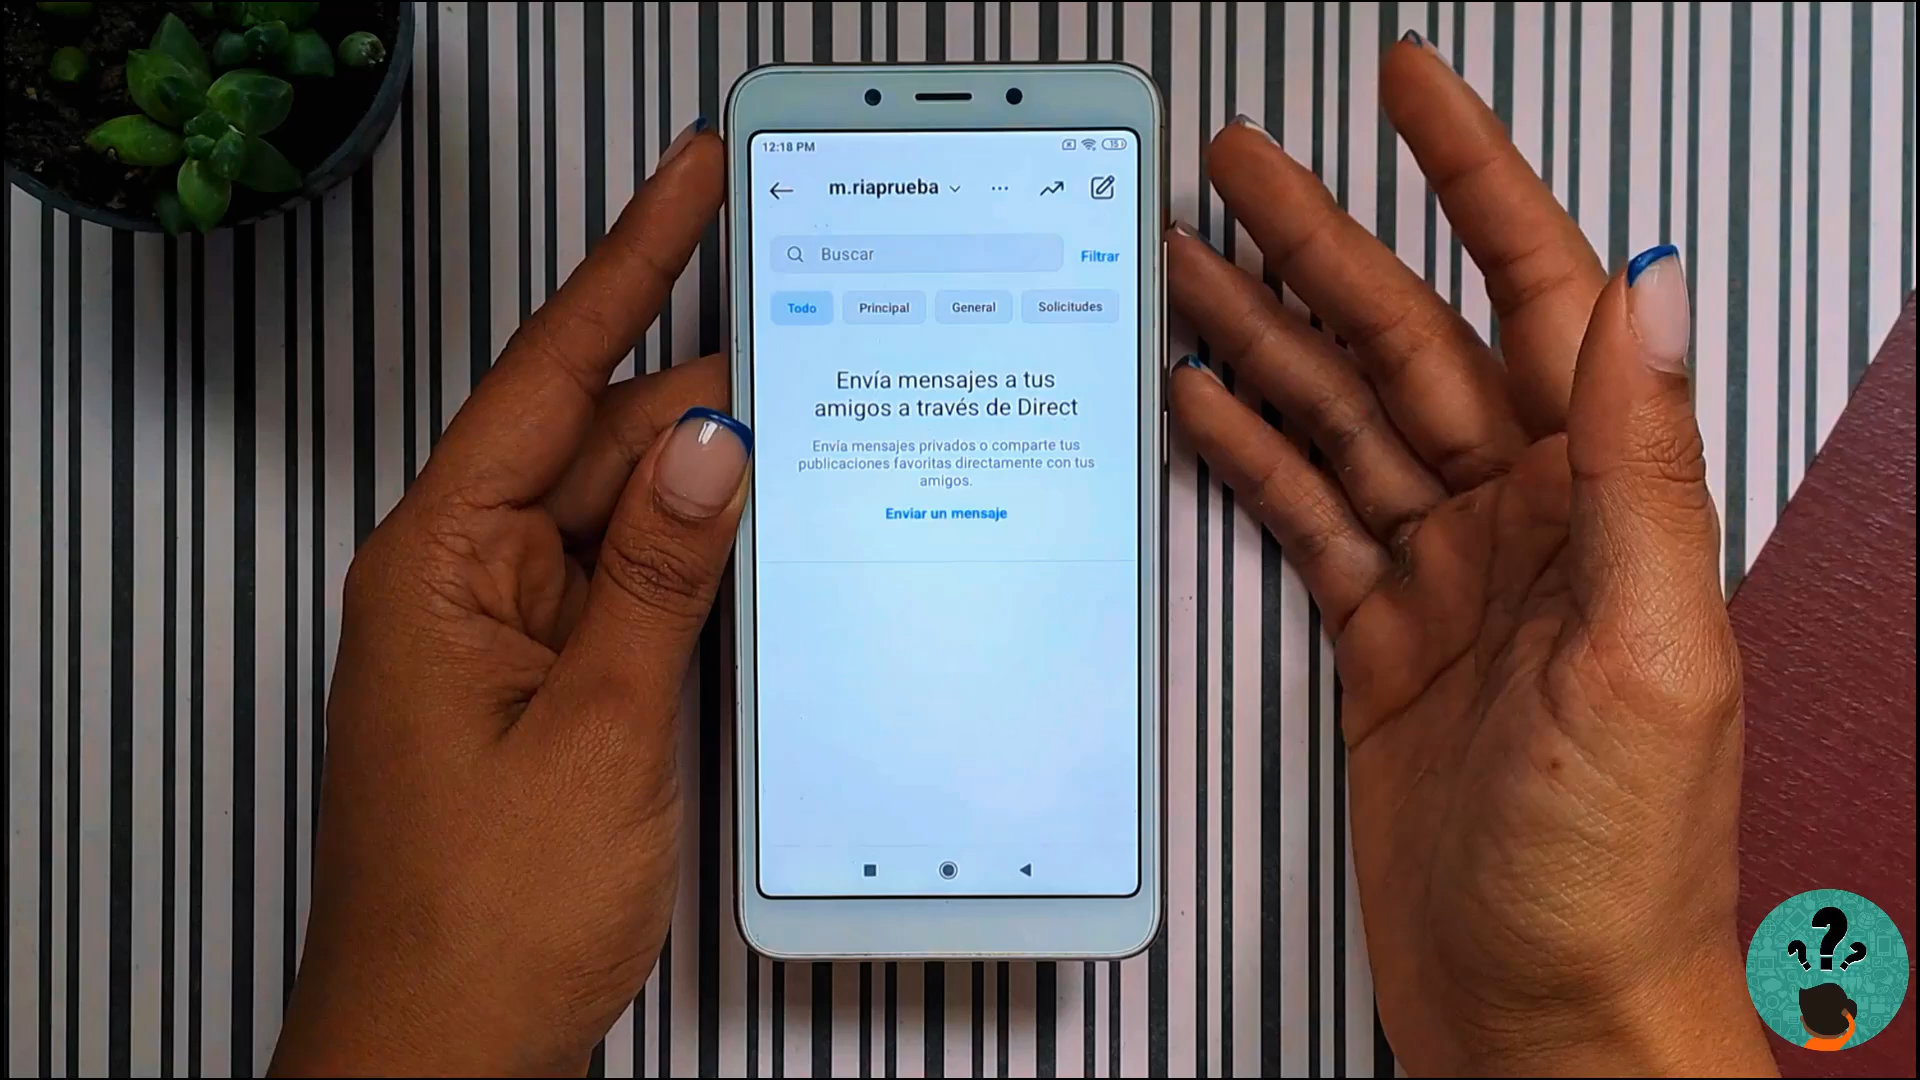 12:18 PM
15
m.riaprueba
Buscar
Filtrar
Todo
Principal
General
Solicitudes
Envía mensajes a tus
amigos a través de Direct
Envía mensajes privados o comparte tus
publicaciones favoritas directamente con tus
amigos.
Enviar un mensaje
???